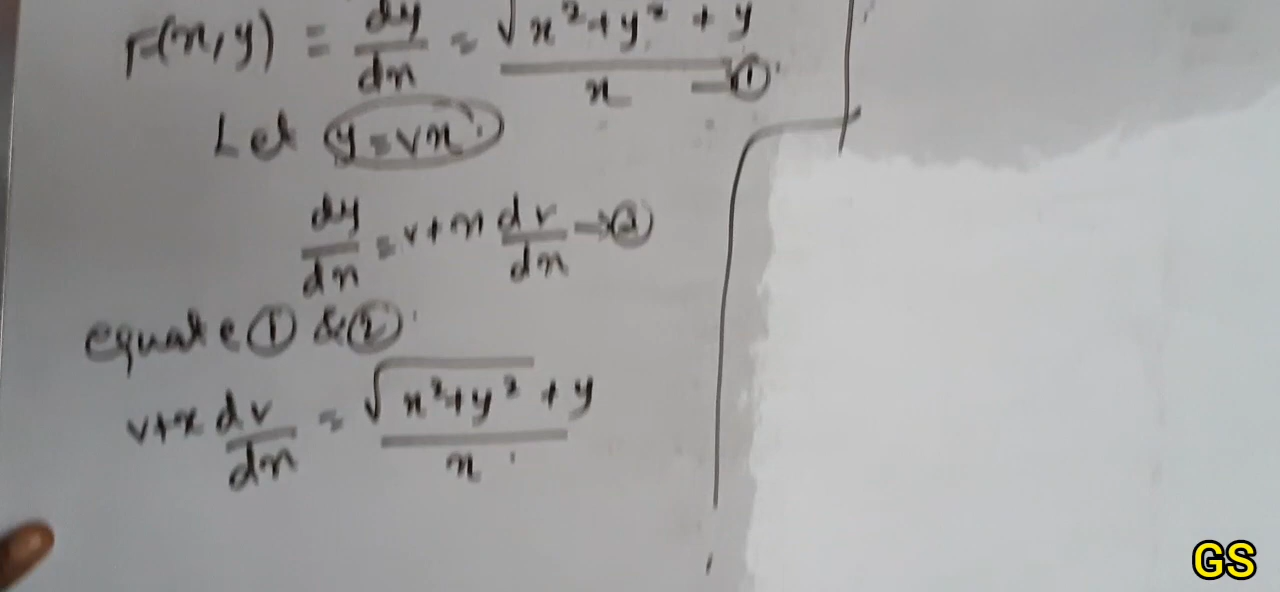 F(x,y) = dy/dx = √x²+y² + y / x —①
Let y=vx
dy/dx = v+x dv/dx →②
equate ① & ②
v+x dv/dx = √x²+y² + y / x
GS